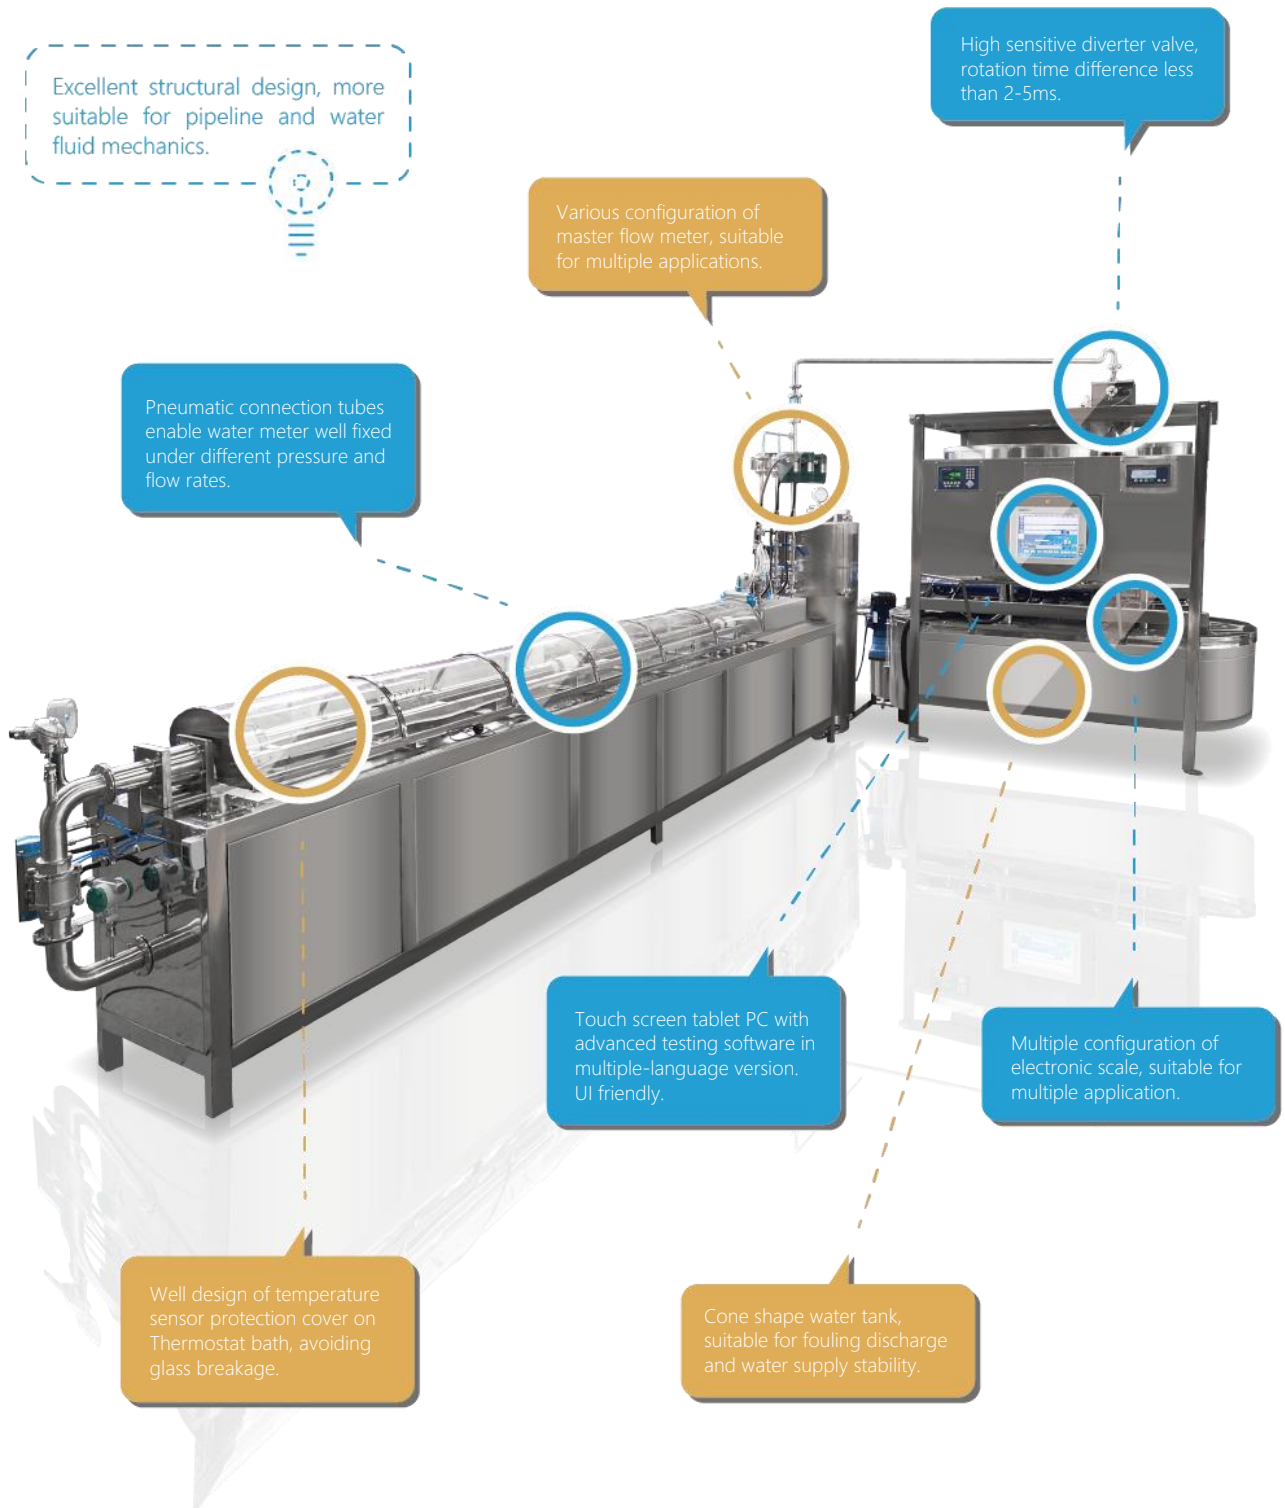 Excellent structural design, more
suitable for pipeline and water
fluid mechanics.
High sensitive diverter valve,
rotation time difference less
than 2-5ms.
Various configuration of
master flow meter, suitable
for multiple applications.
Pneumatic connection tubes
enable water meter well fixed
under different pressure and
flow rates.
Touch screen tablet PC with
advanced testing software in
multiple-language version.
UI friendly.
Multiple configuration of
electronic scale, suitable for
multiple application.
Well design of temperature
sensor protection cover on
Thermostat bath, avoiding
glass breakage.
Cone shape water tank,
suitable for fouling discharge
and water supply stability.